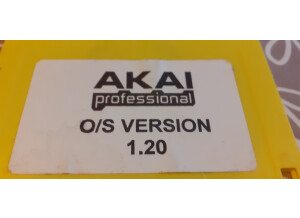 AKAI
professional
O/S VERSION
1.20